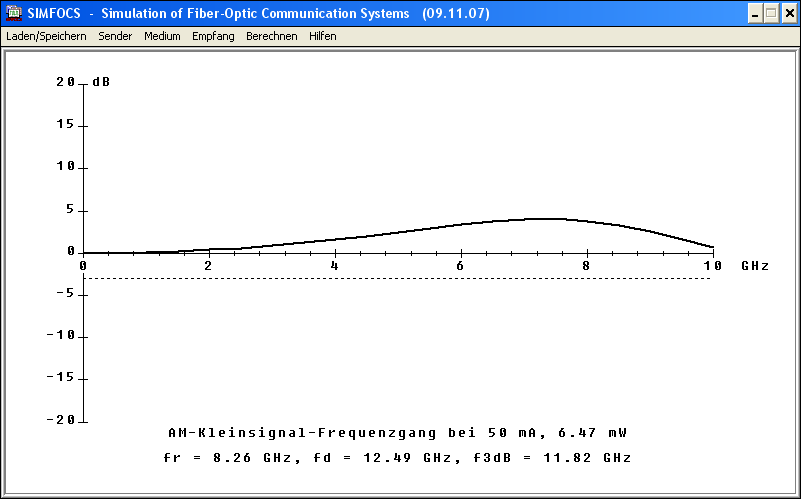 SIMFOCS - Simulation of Fiber-Optic Communication Systems (09.11.07)
Laden/Speichern Sender Medium Empfang Berechnen Hilfen
20 dB
15
10
5
0
0 2 4 6 8 10 GHz
-5
-10
-15
-20
AM-Kleinsignal-Frequenzgang bei 50 mA, 6.47 mW
fr = 8.26 GHz, fd = 12.49 GHz, f3dB = 11.82 GHz